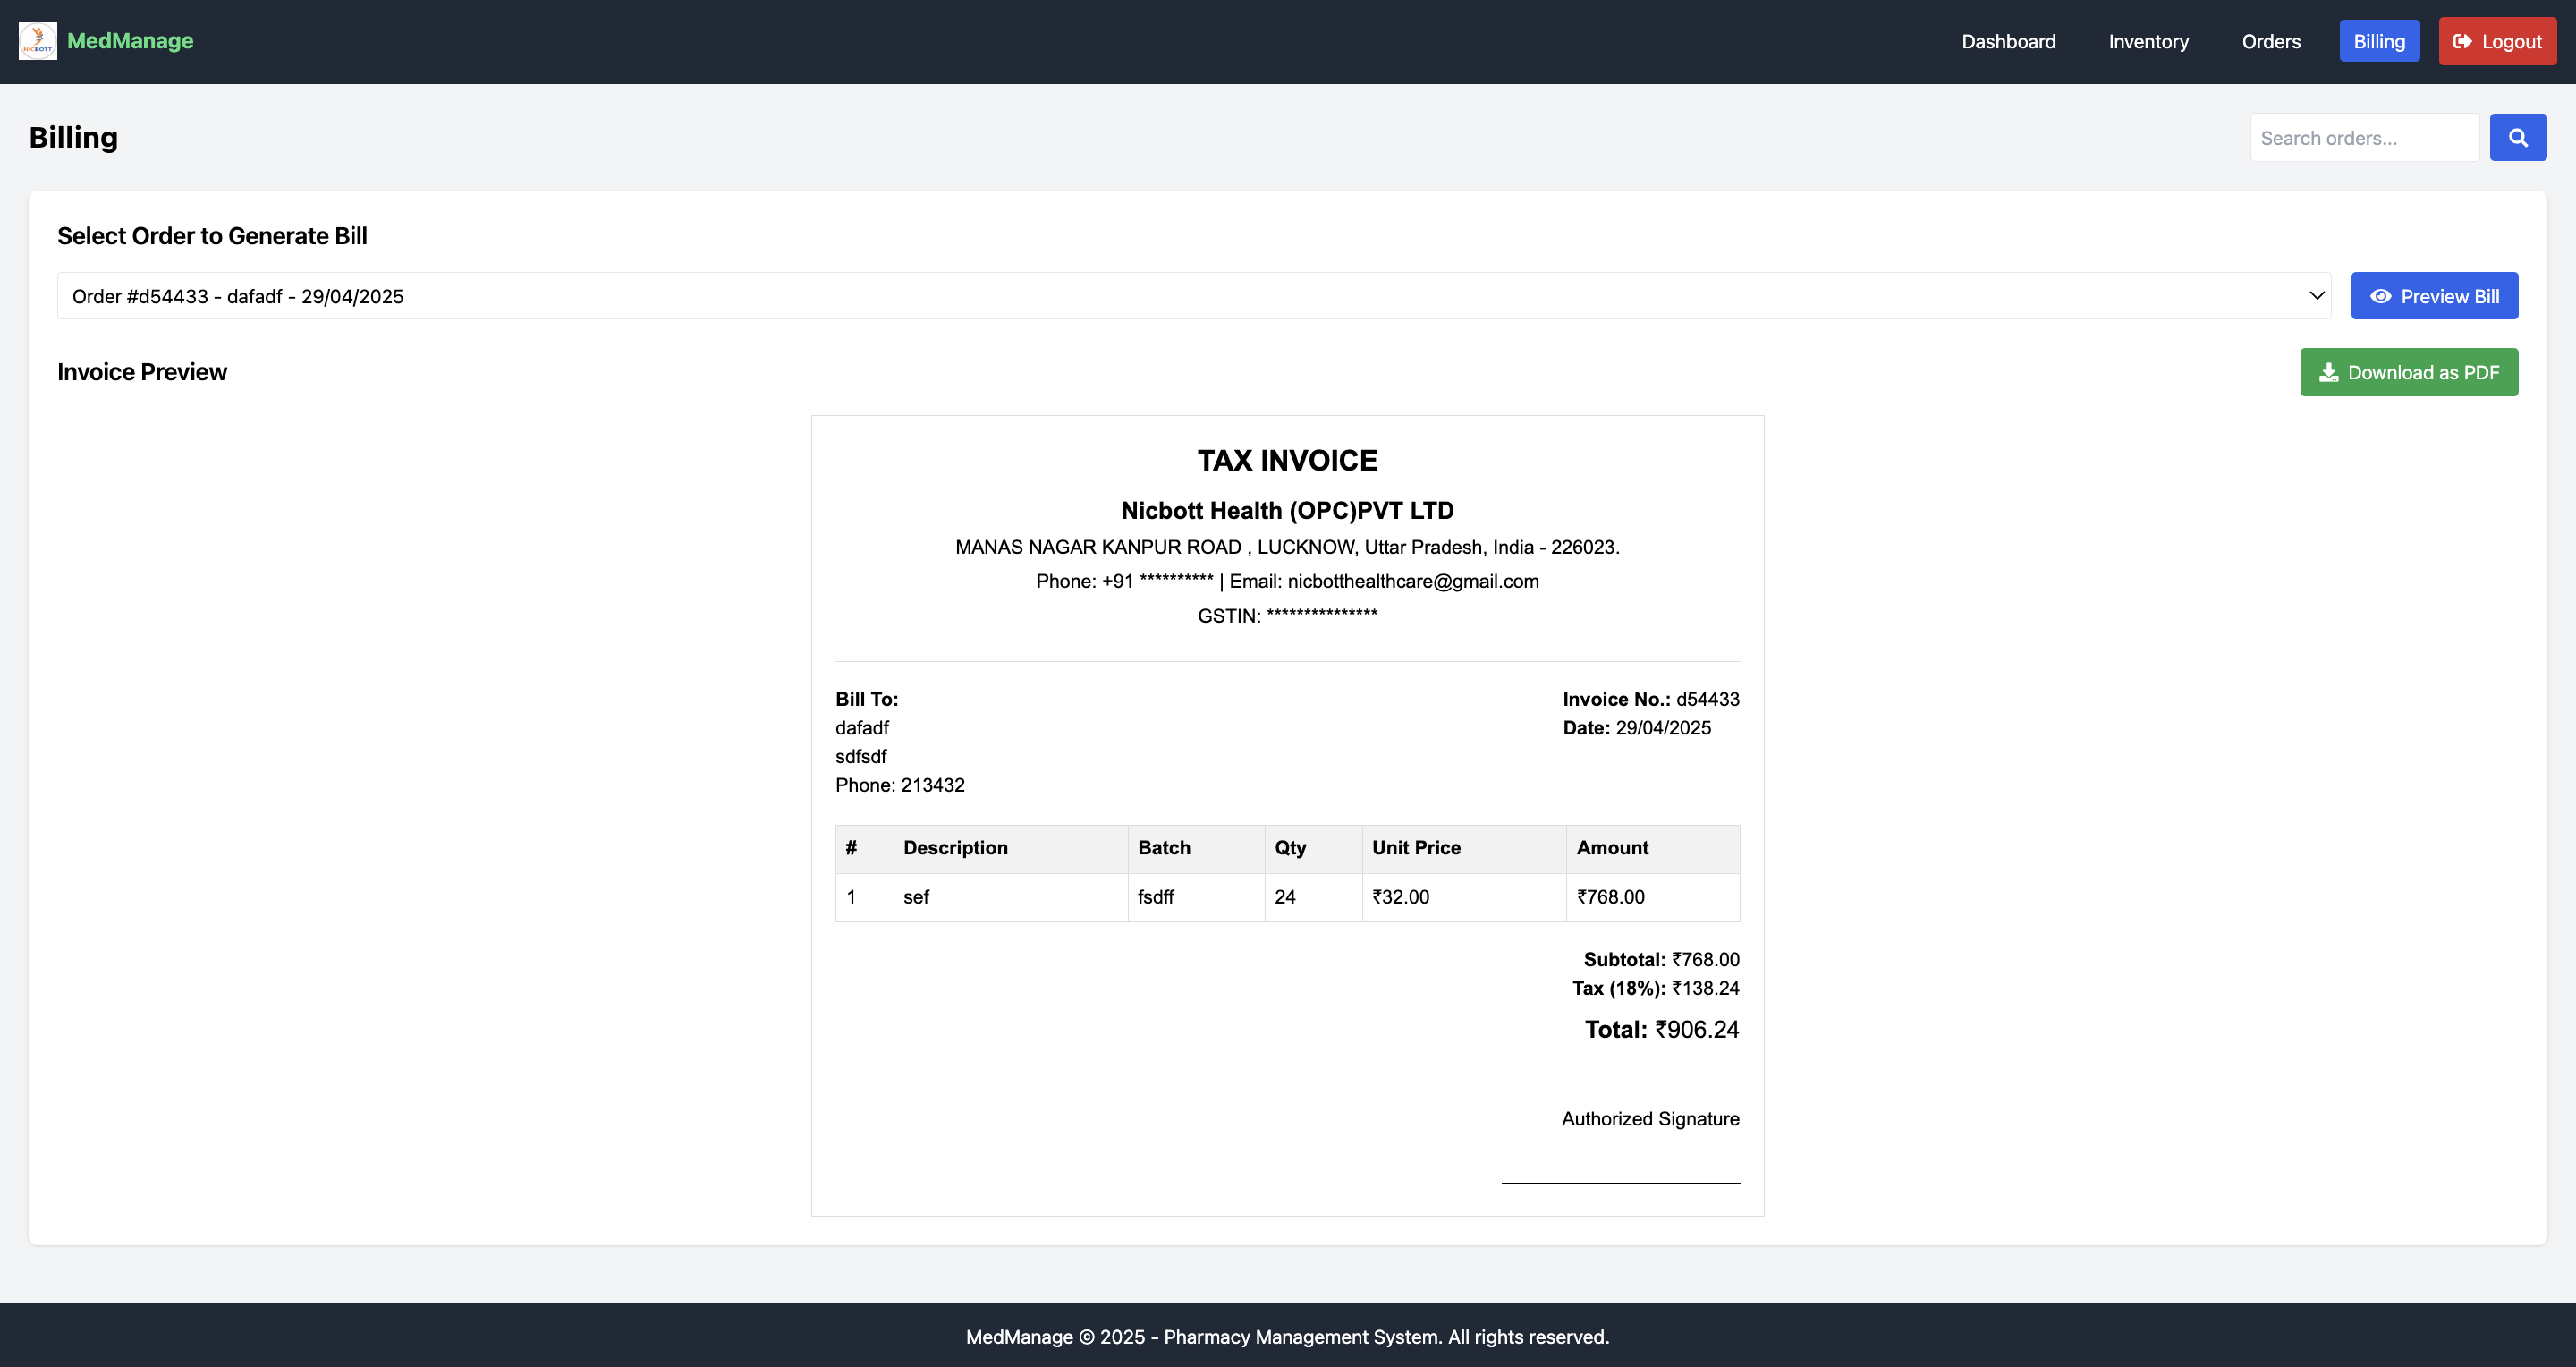 NICBOTT MedManage Dashboard Inventory Orders Billing Logout
Billing Search orders...
Select Order to Generate Bill
Order #d54433 - dafadf - 29/04/2025 Preview Bill
Invoice Preview Download as PDF
TAX INVOICE
Nicbott Health (OPC)PVT LTD
MANAS NAGAR KANPUR ROAD , LUCKNOW, Uttar Pradesh, India - 226023.
Phone: +91 ********** | Email: nicbotthealthcare@gmail.com
GSTIN: ***************
Bill To: Invoice No.: d54433
dafadf Date: 29/04/2025
sdfsdf
Phone: 213432
# Description Batch Qty Unit Price Amount
1 sef fsdff 24 ₹32.00 ₹768.00
Subtotal: ₹768.00
Tax (18%): ₹138.24
Total: ₹906.24
Authorized Signature
MedManage © 2025 - Pharmacy Management System. All rights reserved.